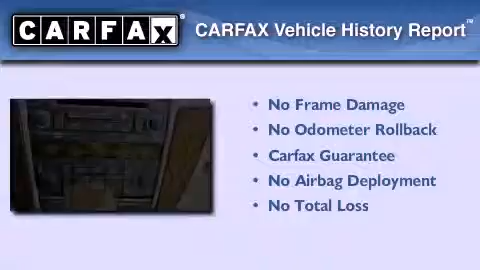 CARFAX® CARFAX Vehicle History Report™
• No Frame Damage
• No Odometer Rollback
• Carfax Guarantee
• No Airbag Deployment
• No Total Loss